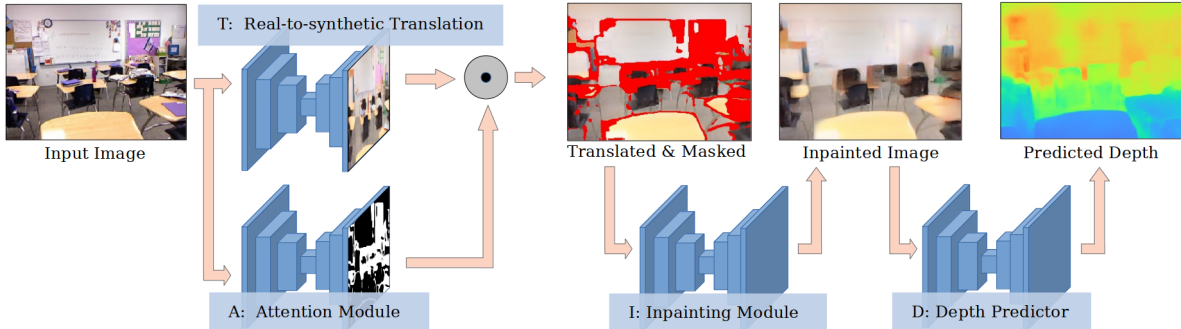 T: Real-to-synthetic Translation
Input Image
Translated & Masked
Inpainted Image
Predicted Depth
A: Attention Module
I: Inpainting Module
D: Depth Predictor